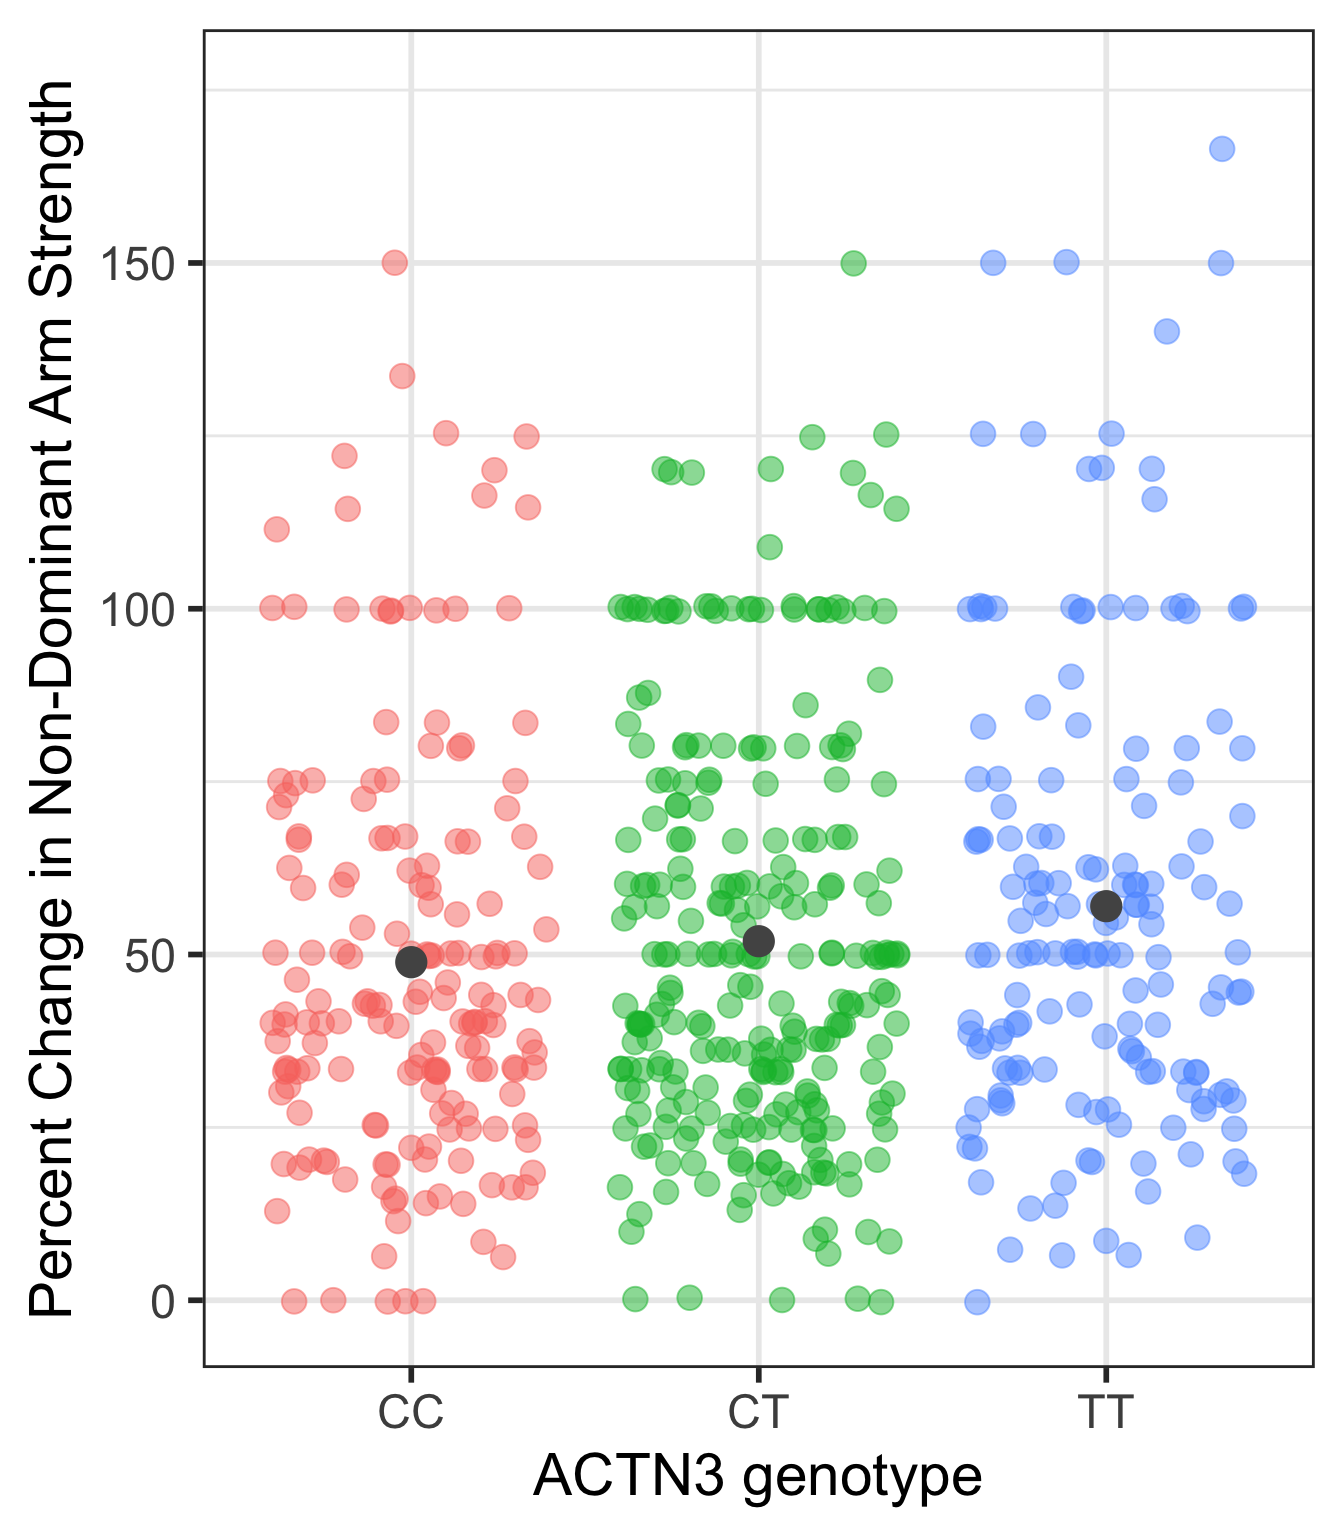 Percent Change in Non-Dominant Arm Strength
150
100
50
0
CC CT TT
ACTN3 genotype